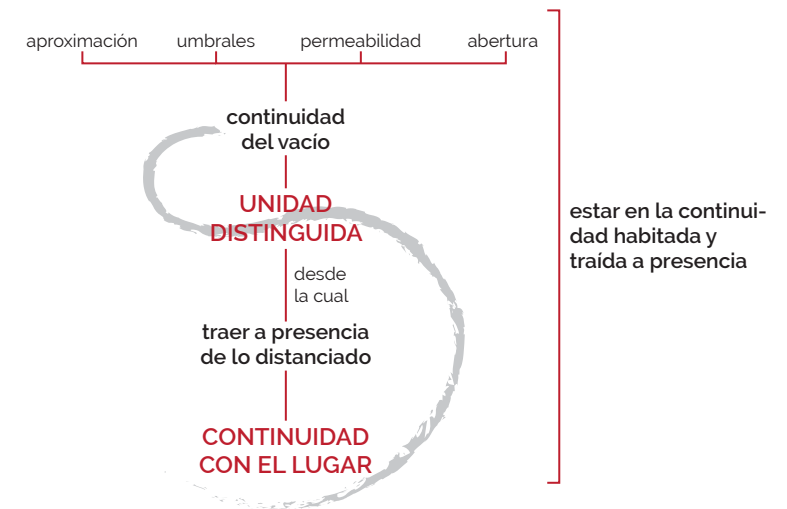 aproximación umbrales permeabilidad abertura
continuidad
del vacío
UNIDAD
DISTINGUIDA
desde
la cual
traer a presencia
de lo distanciado
CONTINUIDAD
CON EL LUGAR
estar en la continui-
dad habitada y
traída a presencia